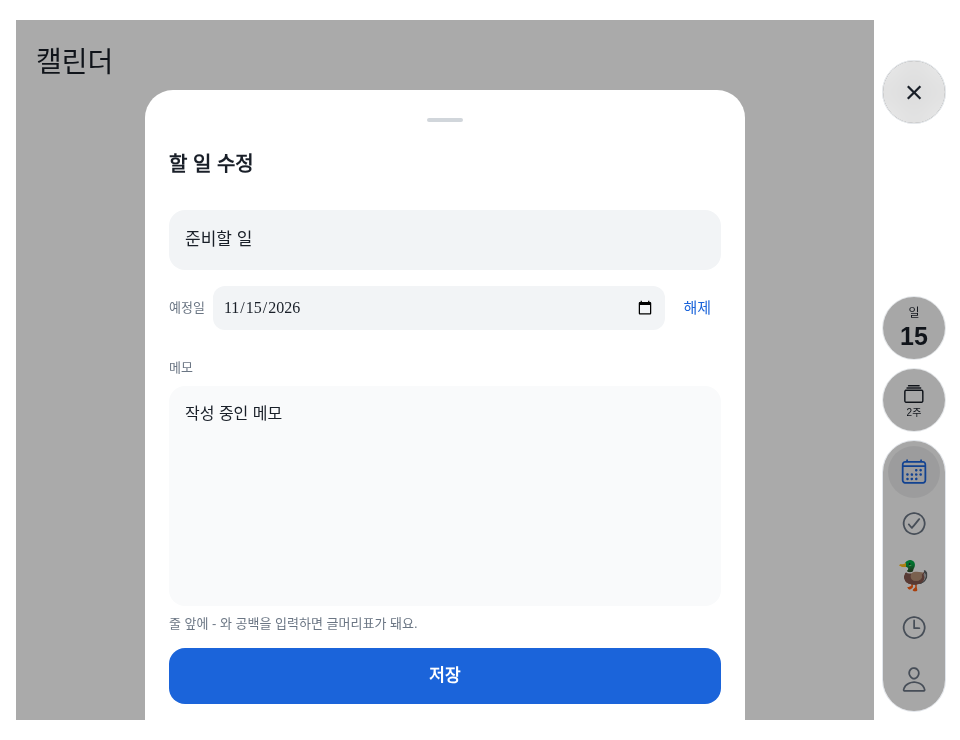 캘린더
할 일 수정
준비할 일
예정일 11/15/2026 해제
메모
작성 중인 메모
줄 앞에 - 와 공백을 입력하면 글머리표가 돼요.
저장
일
15
2주